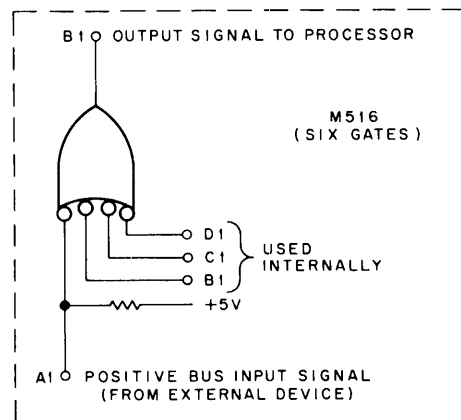 B1 OUTPUT SIGNAL TO PROCESSOR
M516
(SIX GATES)
D1
C1
B1
USED
INTERNALLY
+5V
A1 POSITIVE BUS INPUT SIGNAL
(FROM EXTERNAL DEVICE)